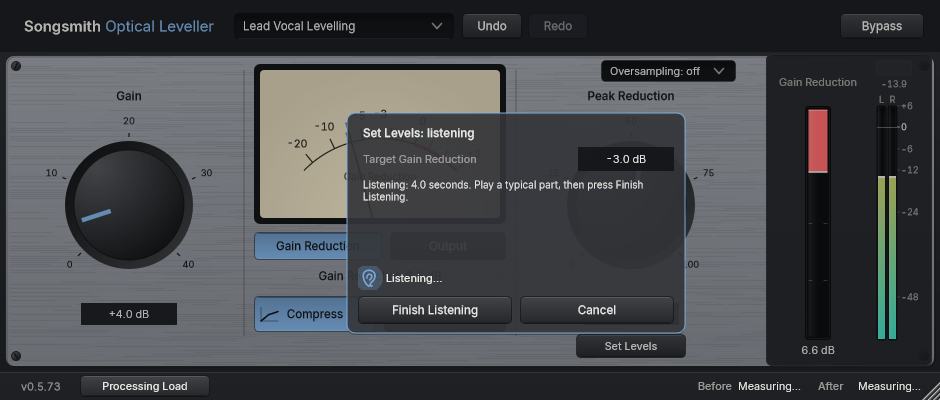 Songsmith Optical Leveller
Lead Vocal Levelling
Undo
Redo
Bypass
Oversampling: off
Gain
Peak Reduction
Gain Reduction
-13.9
L R
20
10
30
0
40
+4.0 dB
-20
-10
-3
75
+6
0
-6
-12
-24
-48
6.6 dB
Set Levels: listening
Target Gain Reduction
-3.0 dB
Listening: 4.0 seconds. Play a typical part, then press Finish
Listening.
Gain Reduction
Output
Gain
Listening...
Compress
Finish Listening
Cancel
Set Levels
v0.5.73
Processing Load
Before
Measuring...
After
Measuring...